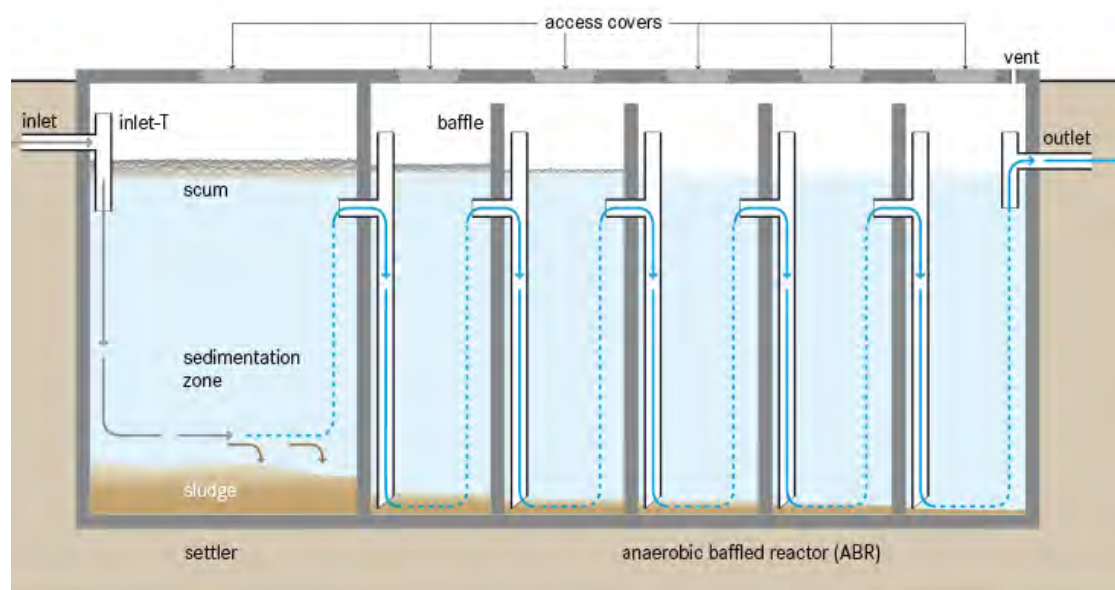 access covers
vent
inlet
inlet-T
baffle
outlet
scum
sedimentation
zone
sludge
settler
anaerobic baffled reactor (ABR)